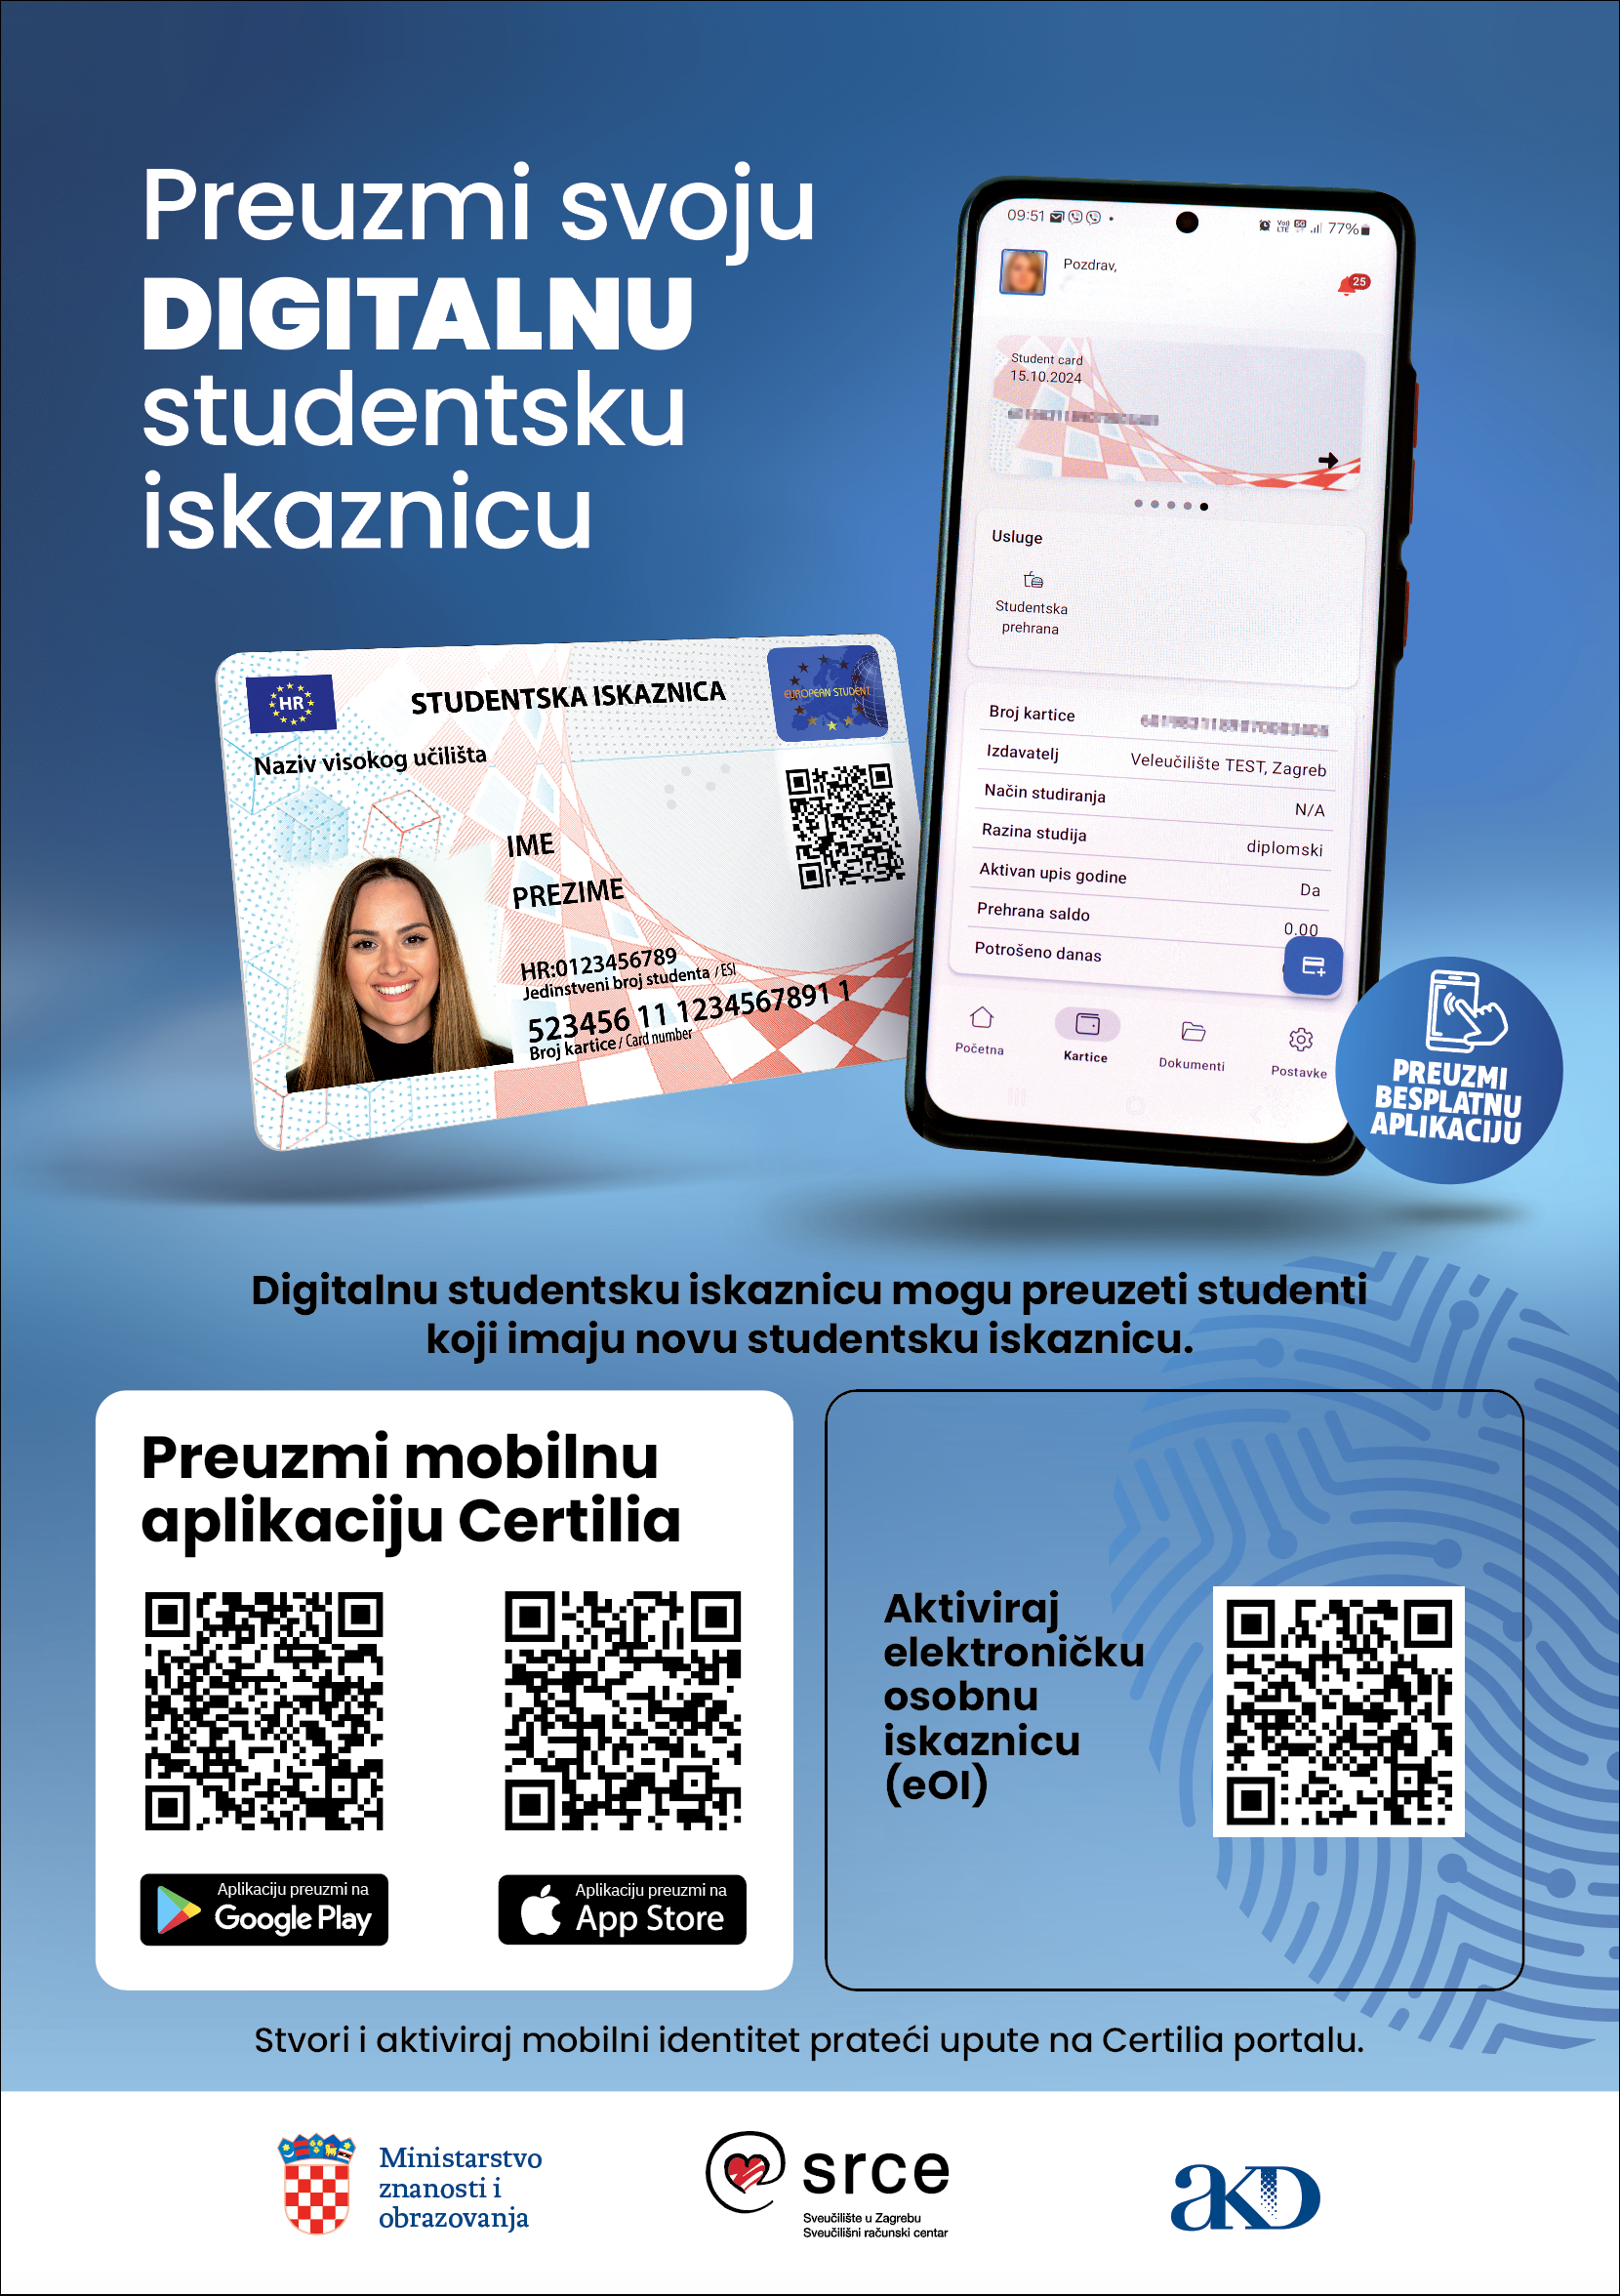 Preuzmi svoju
DIGITALNU
studentsku
iskaznicu
09:51
Voj
LTE
5G
77%
Pozdrav,
25
Student card
15.10.2024
Usluge
Studentska
prehrana
Broj kartice
Izdavatelj Veleučilište TEST, Zagreb
Način studiranja N/A
Razina studija diplomski
Aktivan upis godine Da
Prehrana saldo 0.00
Potrošeno danas
Početna
Kartice
Dokumenti
Postavke
HR
STUDENTSKA ISKAZNICA
EUROPEAN STUDENT
Naziv visokog učilišta
IME
PREZIME
HR:0123456789
Jedinstveni broj studenta / ESI
523456 11 1234567891 1
Broj kartice / Card number
PREUZMI
BESPLATNU
APLIKACIJU
Digitalnu studentsku iskaznicu mogu preuzeti studenti
koji imaju novu studentsku iskaznicu.
Preuzmi mobilnu
aplikaciju Certilia
Aplikaciju preuzmi na
Google Play
Aplikaciju preuzmi na
App Store
Aktiviraj
elektroničku
osobnu
iskaznicu
(eOI)
Stvori i aktiviraj mobilni identitet prateći upute na Certilia portalu.
Ministarstvo
znanosti i
obrazovanja
srce
Sveučilište u Zagrebu
Sveučilišni računski centar
aKD